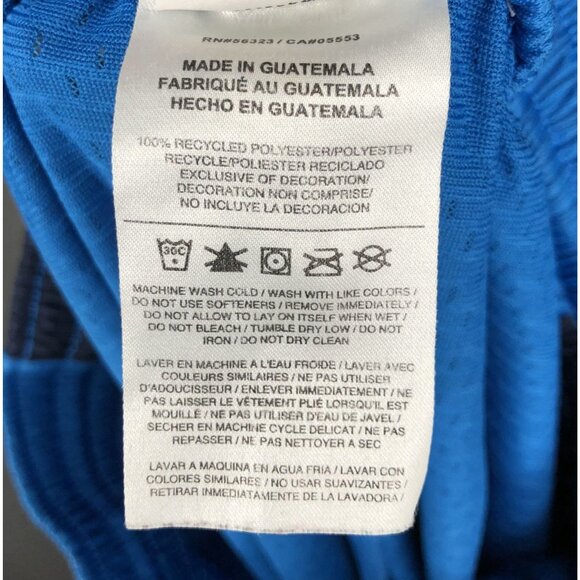 RN#56323 / CA#05553
MADE IN GUATEMALA
FABRIQUÉ AU GUATEMALA
HECHO EN GUATEMALA
100% RECYCLED POLYESTER/POLYESTER
RECYCLE/POLIESTER RECICLADO
EXCLUSIVE OF DECORATION/
DECORATION NON COMPRISE/
NO INCLUYE LA DECORACION
30C
MACHINE WASH COLD / WASH WITH LIKE COLORS /
DO NOT USE SOFTENERS / REMOVE IMMEDIATELY /
DO NOT ALLOW TO LAY ON ITSELF WHEN WET /
DO NOT BLEACH / TUMBLE DRY LOW / DO NOT
IRON / DO NOT DRY CLEAN
LAVER EN MACHINE À L'EAU FROIDE / LAVER AVEC
COULEURS SIMILAIRES / NE PAS UTILISER
D'ADOUCISSEUR / ENLEVER IMMEDIATEMENT / NE
PAS LAISSER LE VÊTEMENT PLIÉ LORSQU'IL EST
MOUILLÉ / NE PAS UTILISER D'EAU DE JAVEL /
SECHER EN MACHINE CYCLE DELICAT / NE PAS
REPASSER / NE PAS NETTOYER A SEC
LAVAR A MAQUINA EN AGUA FRIA / LAVAR CON
COLORES SIMILARES / NO USAR SUAVIZANTES /
RETIRAR INMEDIATAMENTE DE LA LAVADORA /